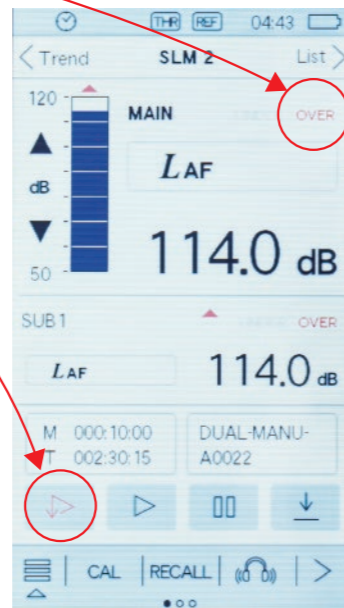 THR REF 04:43
Trend SLM 2 List
120
MAIN OVER
LAF
dB
114.0 dB
50
SUB 1 OVER
LAF 114.0 dB
M 000:10:00 DUAL-MANU-
T 002:30:15 A0022
CAL RECALL